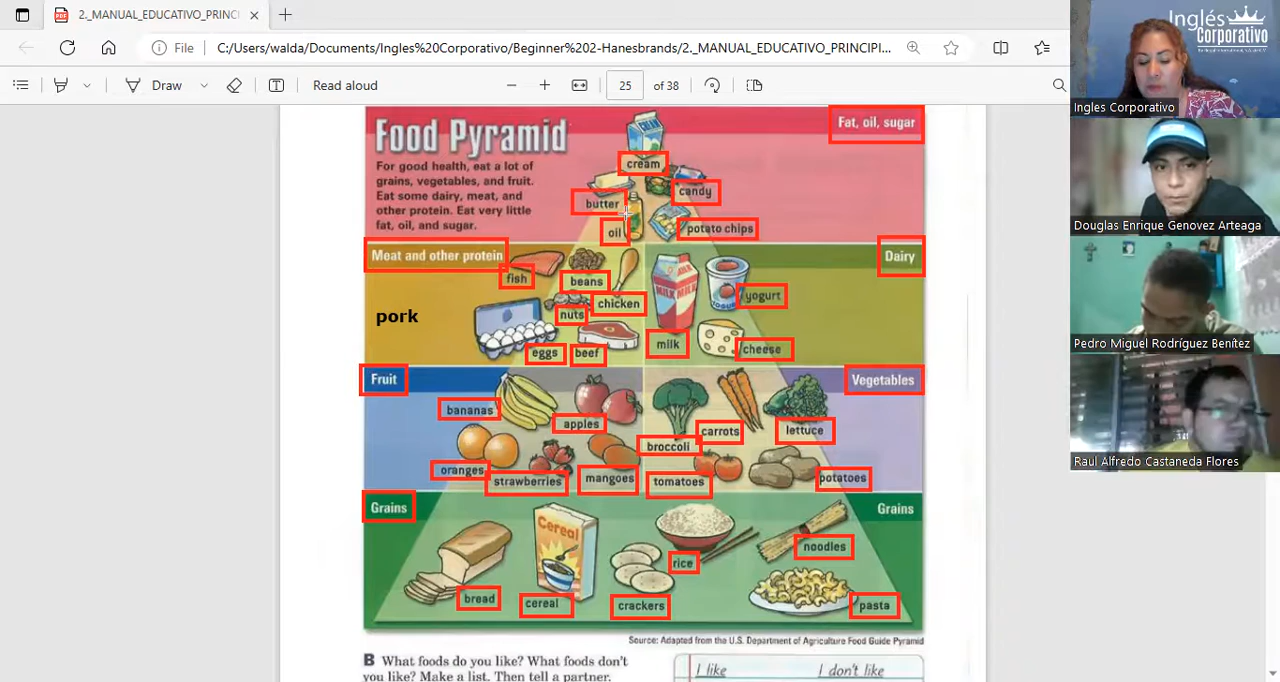 2._MANUAL_EDUCATIVO_PRINCI
File
C:/Users/walda/Documents/Ingles%20Corporativo/Beginner%202-Hanesbrands/2._MANUAL_EDUCATIVO_PRINCIPI...
Draw
Read aloud
25 of 38
Inglés
Corporativo
Ingles Corporativo
Douglas Enrique Genovez Arteaga
Pedro Miguel Rodríguez Benítez
Raul Alfredo Castaneda Flores
Food Pyramid
For good health, eat a lot of
grains, vegetables, and fruit.
Eat some dairy, meat, and
other protein. Eat very little
fat, oil, and sugar.
Fat, oil, sugar
cream
candy
butter
oil
potato chips
Meat and other protein
Dairy
fish
beans
chicken
nuts
eggs
beef
pork
MILK
milk
yogurt
cheese
Fruit
Vegetables
bananas
apples
oranges
strawberries
mangoes
broccoli
carrots
lettuce
tomatoes
potatoes
Grains
Grains
Cereal
bread
cereal
crackers
rice
noodles
pasta
Source: Adapted from the U.S. Department of Agriculture Food Guide Pyramid
B What foods do you like? What foods don't
you like? Make a list. Then tell a partner.
I like
I don't like